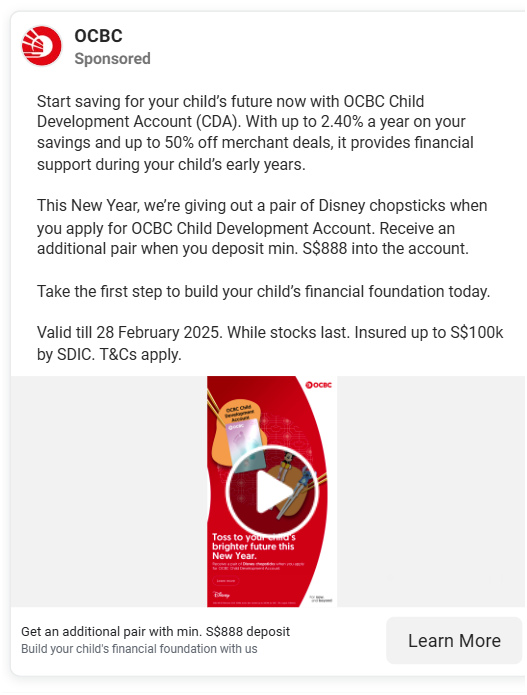 OCBC
Sponsored
Start saving for your child's future now with OCBC Child
Development Account (CDA). With up to 2.40% a year on your
savings and up to 50% off merchant deals, it provides financial
support during your child's early years.
This New Year, we're giving out a pair of Disney chopsticks when
you apply for OCBC Child Development Account. Receive an
additional pair when you deposit min. S$888 into the account.
Take the first step to build your child's financial foundation today.
Valid till 28 February 2025. While stocks last. Insured up to S$100k
by SDIC. T&Cs apply.
OCBC
OCBC Child
Development
Account
OCBC
Toss to your child's
brighter future this
New Year.
Receive a pair of Disney chopsticks when you apply
for OCBC Child Development Account.
Learn more
Disney
For now
and beyond
Get an additional pair with min. S$888 deposit
Build your child's financial foundation with us
Learn More